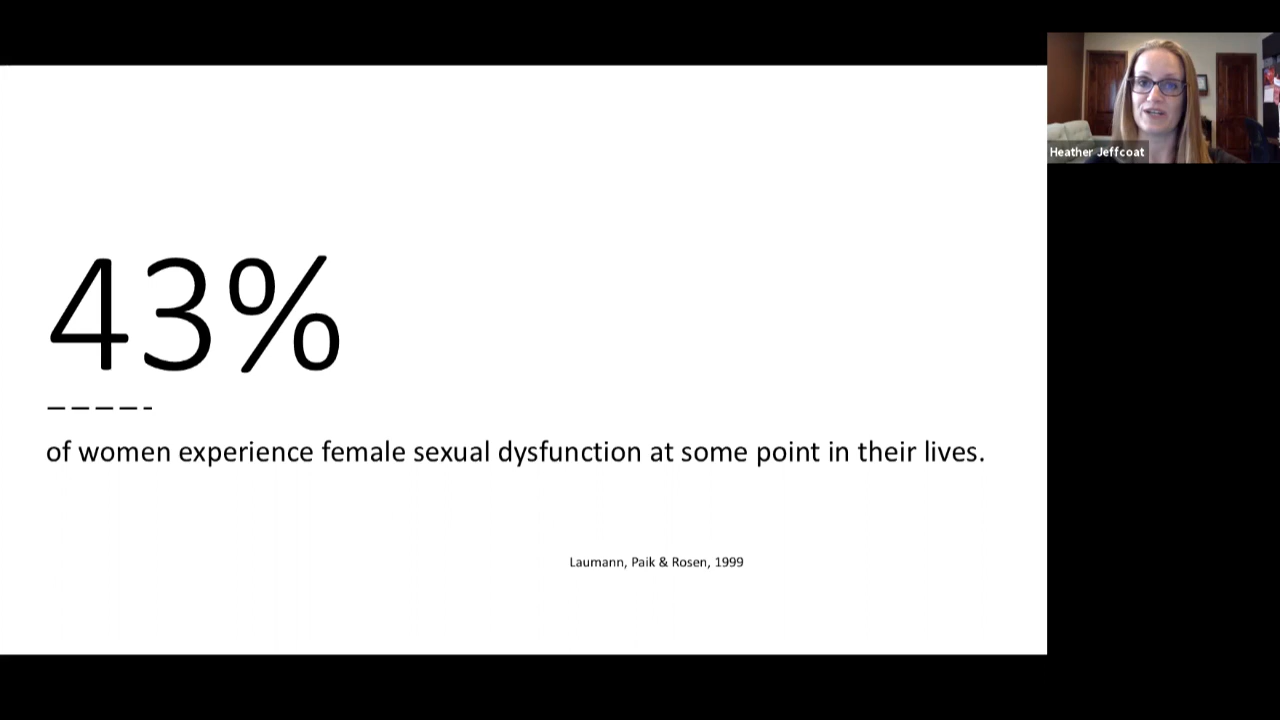 43%
of women experience female sexual dysfunction at some point in their lives.
Laumann, Paik & Rosen, 1999
Heather Jeffcoat